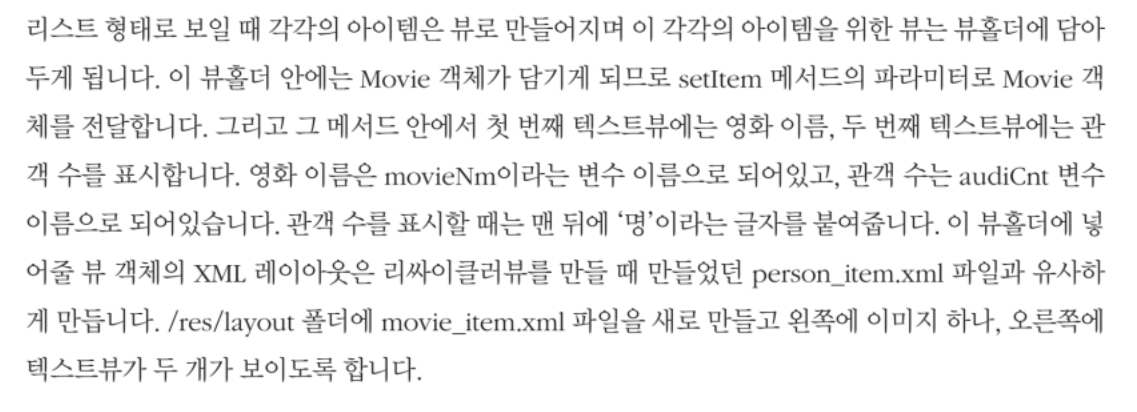 리스트 형태로 보일 때 각각의 아이템은 뷰로 만들어지며 이 각각의 아이템을 위한 뷰는 뷰홀더에 담아
두게 됩니다. 이 뷰홀더 안에는 Movie 객체가 담기게 되므로 setItem 메서드의 파라미터로 Movie 객
체를 전달합니다. 그리고 그 메서드 안에서 첫 번째 텍스트뷰에는 영화 이름, 두 번째 텍스트뷰에는 관
객 수를 표시합니다. 영화 이름은 movieNm이라는 변수 이름으로 되어있고, 관객 수는 audiCnt 변수
이름으로 되어있습니다. 관객 수를 표시할 때는 맨 뒤에 ‘명’이라는 글자를 붙여줍니다. 이 뷰홀더에 넣
어줄 뷰 객체의 XML 레이아웃은 리싸이클러뷰를 만들 때 만들었던 person_item.xml 파일과 유사하
게 만듭니다. /res/layout 폴더에 movie_item.xml 파일을 새로 만들고 왼쪽에 이미지 하나, 오른쪽에
텍스트뷰가 두 개가 보이도록 합니다.